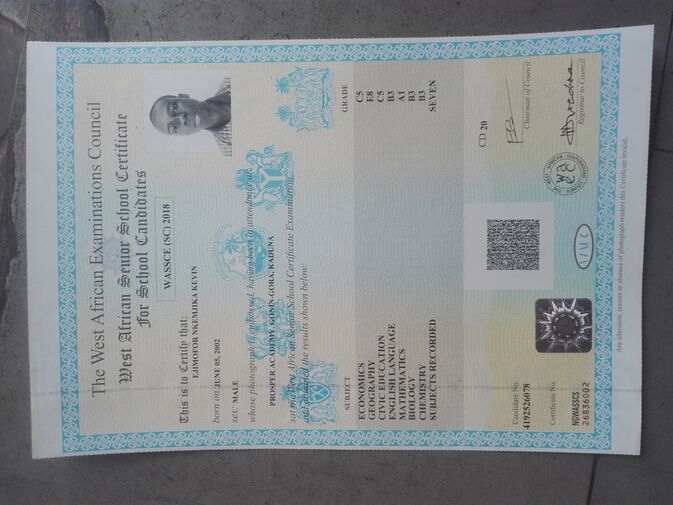 The West African Examinations Council
West African Senior School Certificate
For School Candidates
WASSCE (SC) 2018
This is to Certify that:
EJIMOFOR NKEMJIKA KEVIN
born on JUNE 05, 2002
sex: MALE
whose photograph is embossed, having been in attendance at
PROSPER ACADEMY, GONIN-GORA, KADUNA
sat the West African Senior School Certificate Examination
and obtained the results shown below:
SUBJECT GRADE
ECONOMICS C5
GEOGRAPHY E8
CIVIC EDUCATION C5
ENGLISH LANGUAGE B3
MATHEMATICS A1
BIOLOGY B3
CHEMISTRY B3
SUBJECTS RECORDED SEVEN
CD 20
Candidate No.
4192526078
Chairman of Council
Certificate No.
NGWASSCS
26836002
Registrar to Council
Any alteration, erasure or absence of photograph renders this Certificate invalid.